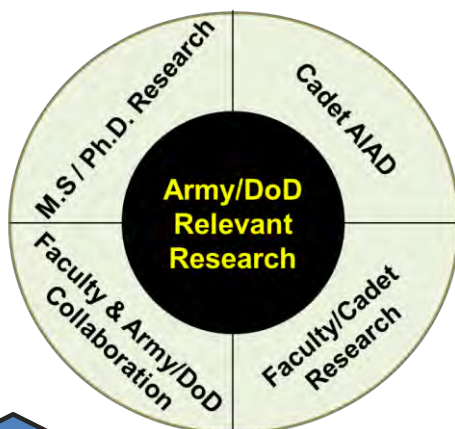 M.S / Ph.D. Research
Cadet AIAD
Army/DoD
Relevant
Research
Faculty & Army/DoD
Collaboration
Faculty/Cadet
Research